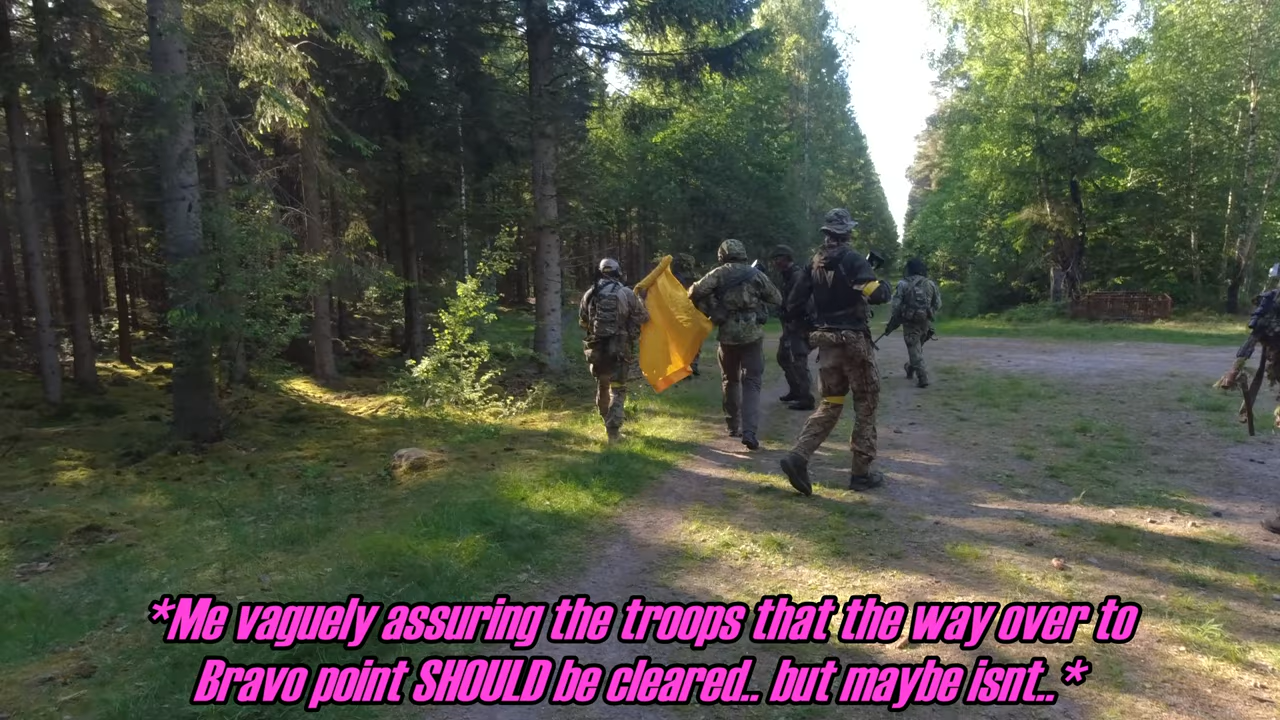 *Me vaguely assuring the troops that the way over to
Bravo point SHOULD be cleared.. but maybe isnt.. *